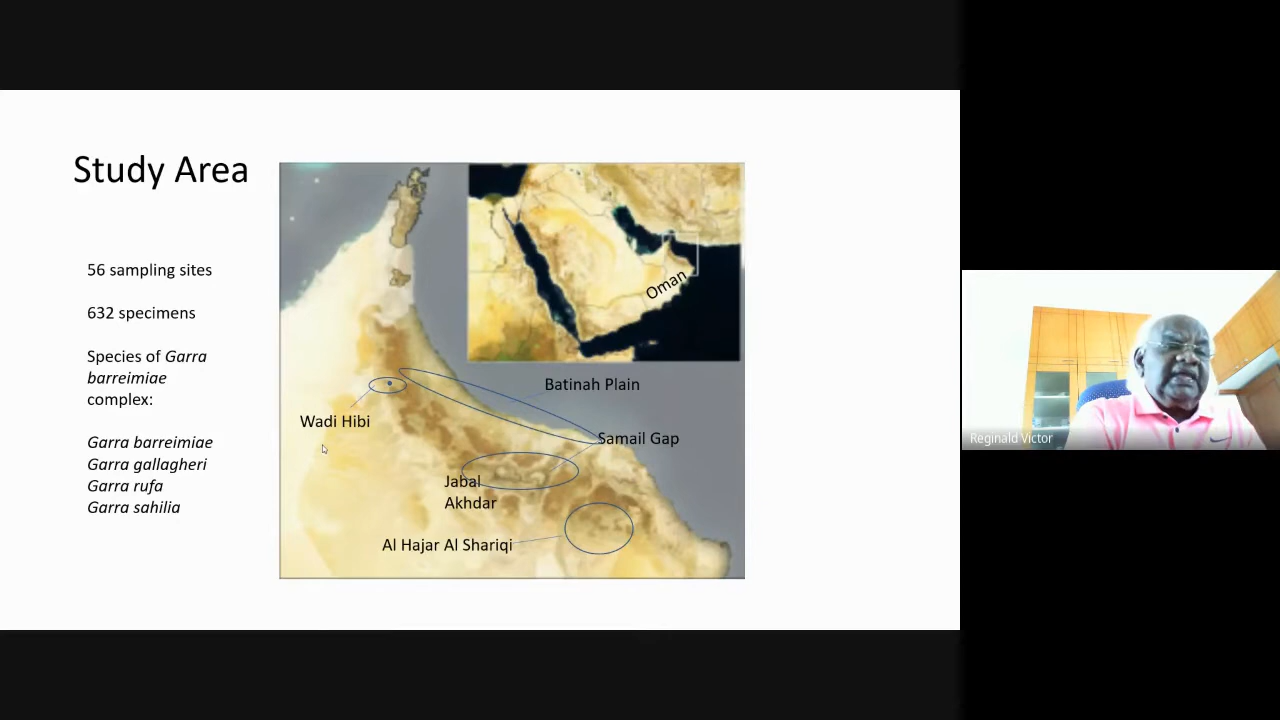 Study Area
56 sampling sites
632 specimens
Species of Garra
barreimiae
complex:
Garra barreimiae
Garra gallagheri
Garra rufa
Garra sahilia
Oman
Batinah Plain
Wadi Hibi
Samail Gap
Jabal
Akhdar
Al Hajar Al Shariqi
Reginald Victor